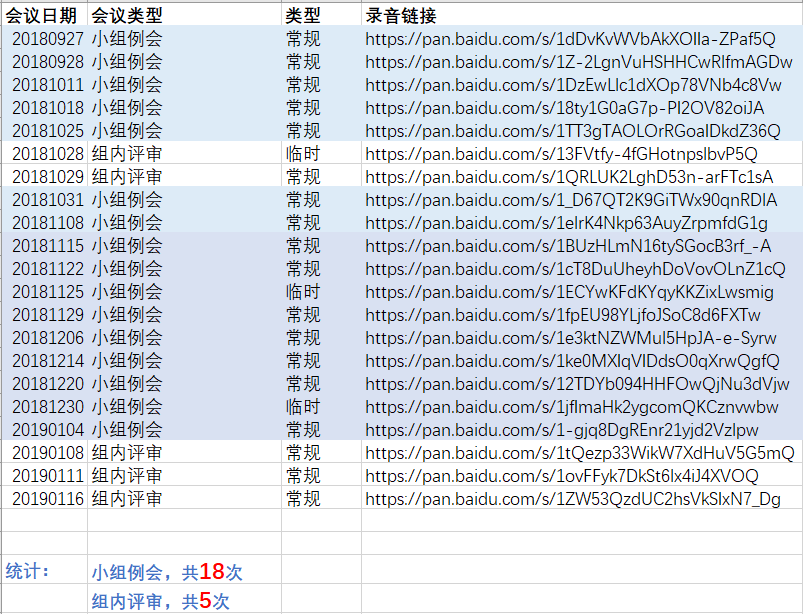 会议日期 会议类型 类型 录音链接
20180927 小组例会 常规 https://pan.baidu.com/s/1dDvKvWVbAkXOlla-ZPaf5Q
20180928 小组例会 常规 https://pan.baidu.com/s/1Z-2LgnVuHSHHCwRlfmAGDw
20181011 小组例会 常规 https://pan.baidu.com/s/1DzEwLlc1dXOp78VNb4c8Vw
20181018 小组例会 常规 https://pan.baidu.com/s/18ty1G0aG7p-Pl2OV82oiJA
20181025 小组例会 常规 https://pan.baidu.com/s/1TT3gTAOLOrRGoaIDkdZ36Q
20181028 组内评审 临时 https://pan.baidu.com/s/13FVtfy-4fGHotnpslbvP5Q
20181029 组内评审 常规 https://pan.baidu.com/s/1QRLUK2LghD53n-arFTc1sA
20181031 小组例会 常规 https://pan.baidu.com/s/1_D67QT2K9GiTWx90qnRDIA
20181108 小组例会 常规 https://pan.baidu.com/s/1elrK4Nkp63AuyZrpmfdG1g
20181115 小组例会 常规 https://pan.baidu.com/s/1BUzHLmN16tySGocB3rf_-A
20181122 小组例会 常规 https://pan.baidu.com/s/1cT8DuUheyhDoVovOLnZ1cQ
20181125 小组例会 临时 https://pan.baidu.com/s/1ECYwKFdKYqyKKZixLwsmig
20181129 小组例会 常规 https://pan.baidu.com/s/1fpEU98YLjfoJSoC8d6FXTw
20181206 小组例会 常规 https://pan.baidu.com/s/1e3ktNZWMul5HpJA-e-Syrw
20181214 小组例会 常规 https://pan.baidu.com/s/1ke0MXlqVIDdsO0qXrwQgfQ
20181220 小组例会 常规 https://pan.baidu.com/s/12TDYb094HHFOwQjNu3dVjw
20181230 小组例会 临时 https://pan.baidu.com/s/1jfImaHk2ygcomQKCznvwbw
20190104 小组例会 常规 https://pan.baidu.com/s/1-gjq8DgREnr21yjd2Vzlpw
20190108 组内评审 常规 https://pan.baidu.com/s/1tQezp33WikW7XdHuV5G5mQ
20190111 组内评审 常规 https://pan.baidu.com/s/1ovFFyk7DkSt6lx4iJ4XVOQ
20190116 组内评审 常规 https://pan.baidu.com/s/1ZW53QzdUC2hsVkSIxN7_Dg
统计： 小组例会，共18次
组内评审，共5次